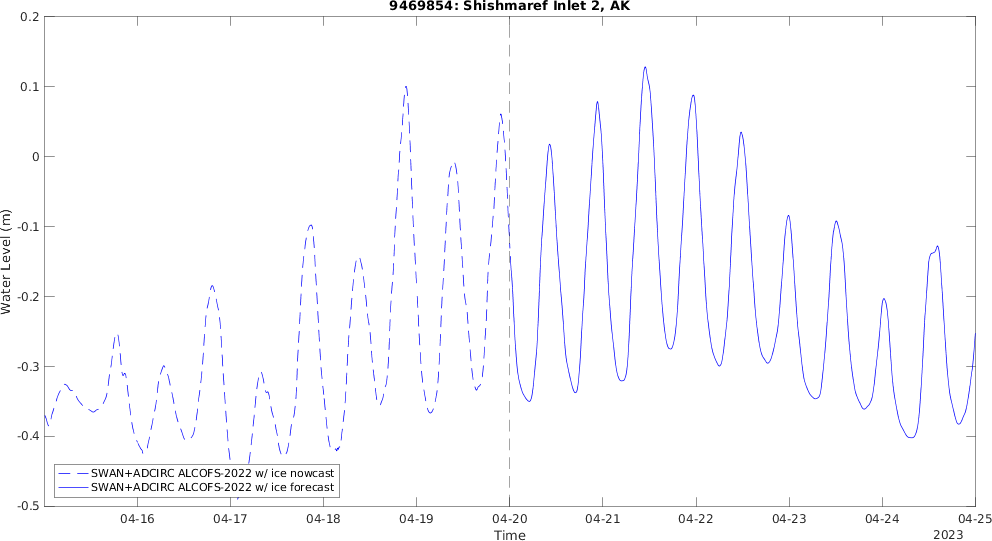 9469854: Shishmaref Inlet 2, AK
0.2
0.1
0
-0.1
-0.2
-0.3
-0.4
-0.5
Water Level (m)
SWAN+ADCIRC ALCOFS-2022 w/ ice nowcast
SWAN+ADCIRC ALCOFS-2022 w/ ice forecast
04-16 04-17 04-18 04-19 04-20 04-21 04-22 04-23 04-24 04-25
Time
2023